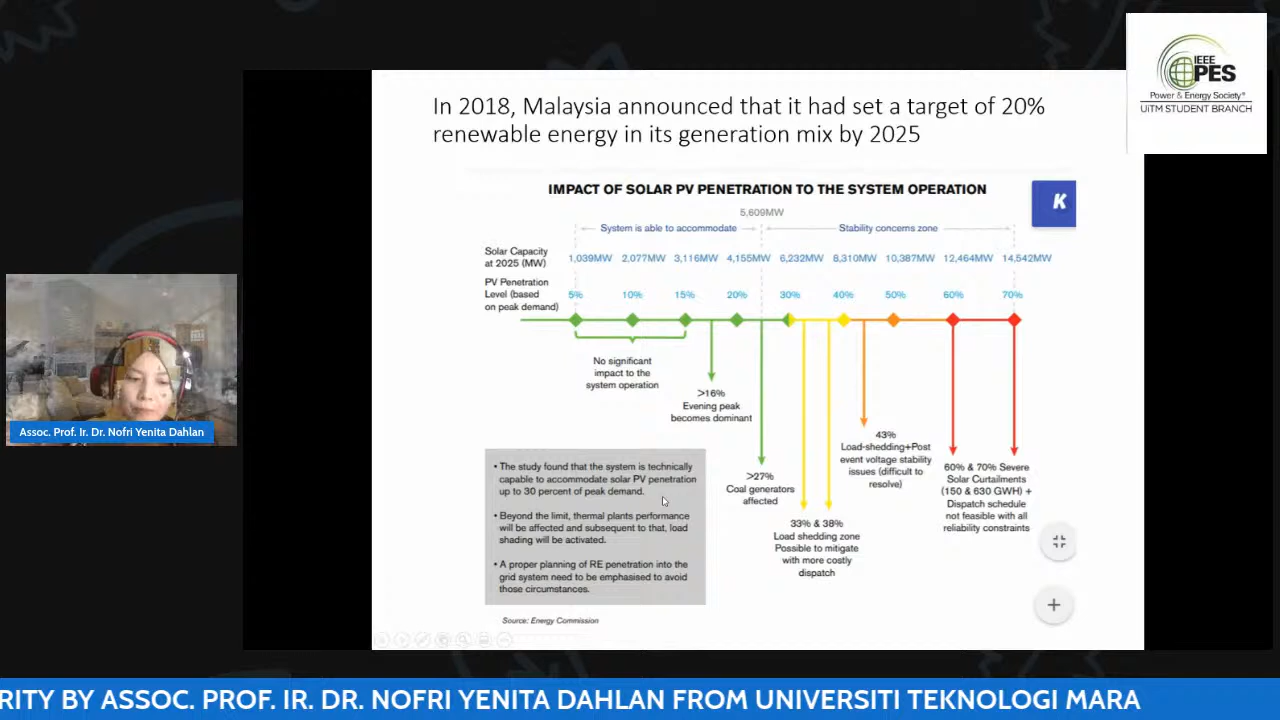 IEEE
PES
Power & Energy Society®
UiTM STUDENT BRANCH
In 2018, Malaysia announced that it had set a target of 20%
renewable energy in its generation mix by 2025
IMPACT OF SOLAR PV PENETRATION TO THE SYSTEM OPERATION
K
5,609MW
System is able to accommodate
Stability concerns zone
Solar Capacity
at 2025 (MW)
1,039MW 2,077MW 3,116MW 4,155MW 6,232MW 8,310MW 10,387MW 12,464MW 14,542MW
PV Penetration
Level (based
on peak demand)
5% 10% 15% 20% 30% 40% 50% 60% 70%
No significant
impact to the
system operation
>16%
Evening peak
becomes dominant
>27%
Coal generators
affected
33% & 38%
Load shedding zone
Possible to mitigate
with more costly
dispatch
43%
Load-shedding+Post
event voltage stability
issues (difficult to
resolve)
60% & 70% Severe
Solar Curtailments
(150 & 630 GWH) +
Dispatch schedule
not feasible with all
reliability constraints
• The study found that the system is technically
capable to accommodate solar PV penetration
up to 30 percent of peak demand.
• Beyond the limit, thermal plants performance
will be affected and subsequent to that, load
shading will be activated.
• A proper planning of RE penetration into the
grid system need to be emphasised to avoid
those circumstances.
Source: Energy Commission
Assoc. Prof. Ir. Dr. Nofri Yenita Dahlan
RITY BY ASSOC. PROF. IR. DR. NOFRI YENITA DAHLAN FROM UNIVERSITI TEKNOLOGI MARA